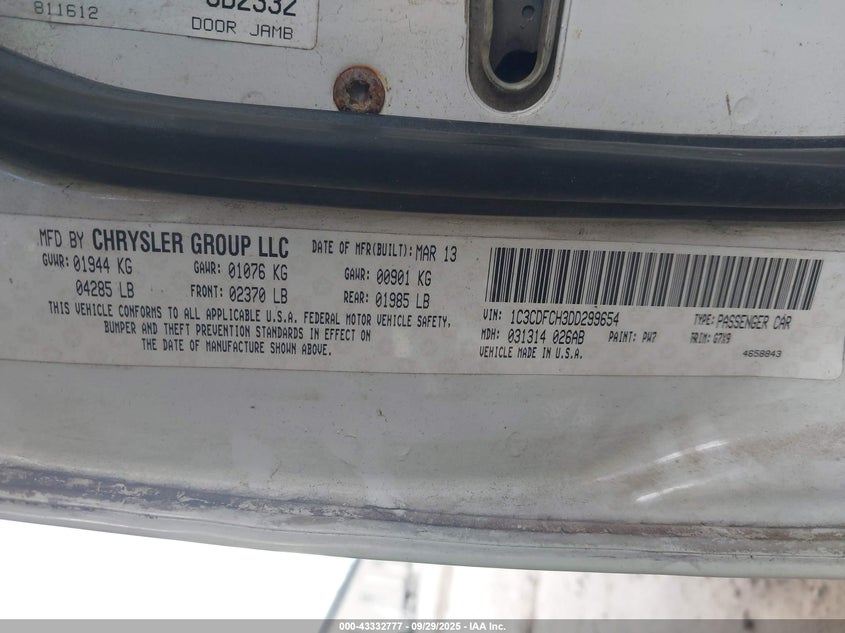 811612
DOOR JAMB
MFD BY CHRYSLER GROUP LLC
DATE OF MFR(BUILT): MAR 13
GVWR: 01944 KG
GAWR: 01076 KG
GAWR: 00901 KG
04285 LB
FRONT: 02370 LB
REAR: 01985 LB
THIS VEHICLE CONFORMS TO ALL APPLICABLE U.S.A. FEDERAL MOTOR VEHICLE SAFETY,
BUMPER AND THEFT PREVENTION STANDARDS IN EFFECT ON
THE DATE OF MANUFACTURE SHOWN ABOVE.
VIN: 1C3CDFCH3DD299654
TYPE: PASSENGER CAR
MDH: 031314 026AB
PAINT: PW7
TRIM: G7X9
VEHICLE MADE IN U.S.A.
4658843
000-43332777 - 09/29/2025 - IAA Inc.